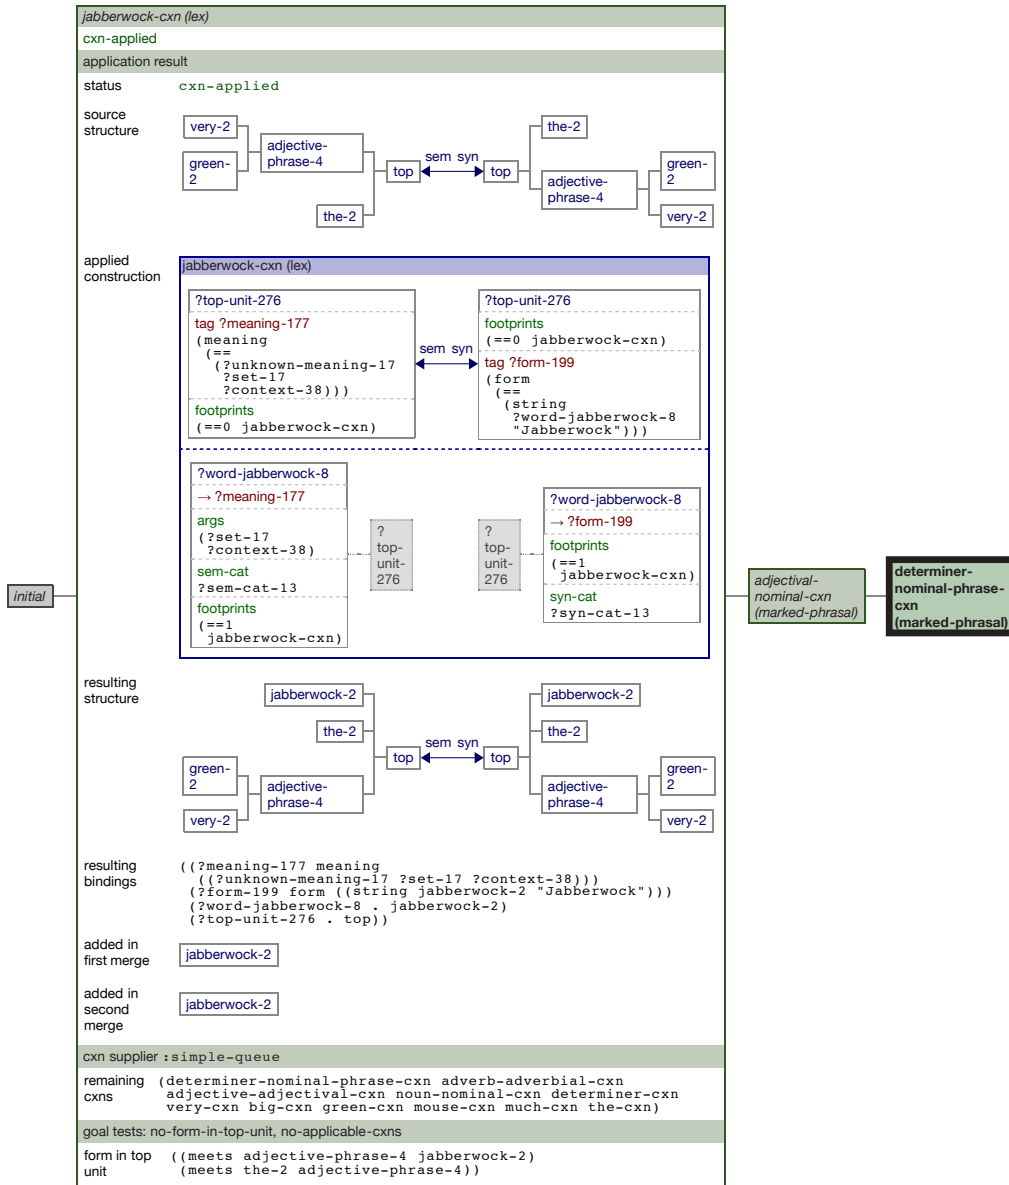 jabberwock-cxn (lex)
cxn-applied
application result
status
cxn-applied
source
structure
very-2
green-
2
adjective-
phrase-4
the-2
top
sem syn
top
the-2
adjective-
phrase-4
green-
2
very-2
applied
construction
jabberwock-cxn (lex)
?top-unit-276
tag ?meaning-177
(meaning
(==
(?unknown-meaning-17
?set-17
?context-38)))
footprints
(==0 jabberwock-cxn)
sem syn
?top-unit-276
footprints
(==0 jabberwock-cxn)
tag ?form-199
(form
(==
(string
?word-jabberwock-8
"Jabberwock")))
?word-jabberwock-8
→ ?meaning-177
args
(?set-17
?context-38)
sem-cat
?sem-cat-13
footprints
(==1
jabberwock-cxn)
?
top-
unit-
276
?
top-
unit-
276
?word-jabberwock-8
→ ?form-199
footprints
(==1
jabberwock-cxn)
syn-cat
?syn-cat-13
initial
adjectival-
nominal-cxn
(marked-phrasal)
determiner-
nominal-phrase-
cxn
(marked-phrasal)
resulting
structure
jabberwock-2
the-2
green-
2
very-2
adjective-
phrase-4
top
sem syn
top
jabberwock-2
the-2
adjective-
phrase-4
green-
2
very-2
resulting
bindings
((?meaning-177 meaning
((?unknown-meaning-17 ?set-17 ?context-38)))
(?form-199 form ((string jabberwock-2 "Jabberwock")))
(?word-jabberwock-8 . jabberwock-2)
(?top-unit-276 . top))
added in
first merge
jabberwock-2
added in
second
merge
jabberwock-2
cxn supplier :simple-queue
remaining
cxns
(determiner-nominal-phrase-cxn adverb-adverbial-cxn
adjective-adjectival-cxn noun-nominal-cxn determiner-cxn
very-cxn big-cxn green-cxn mouse-cxn much-cxn the-cxn)
goal tests: no-form-in-top-unit, no-applicable-cxns
form in top
unit
((meets adjective-phrase-4 jabberwock-2)
(meets the-2 adjective-phrase-4))